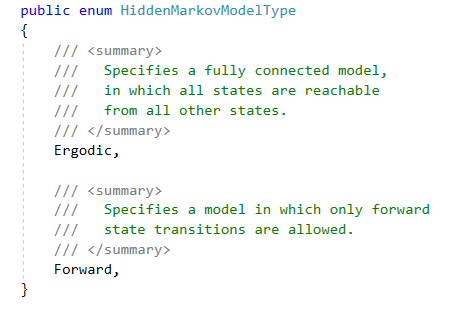 public enum HiddenMarkovModelType
{
/// <summary>
///   Specifies a fully connected model,
///   in which all states are reachable
///   from all other states.
/// </summary>
Ergodic,
/// <summary>
///   Specifies a model in which only forward
///   state transitions are allowed.
/// </summary>
Forward,
}